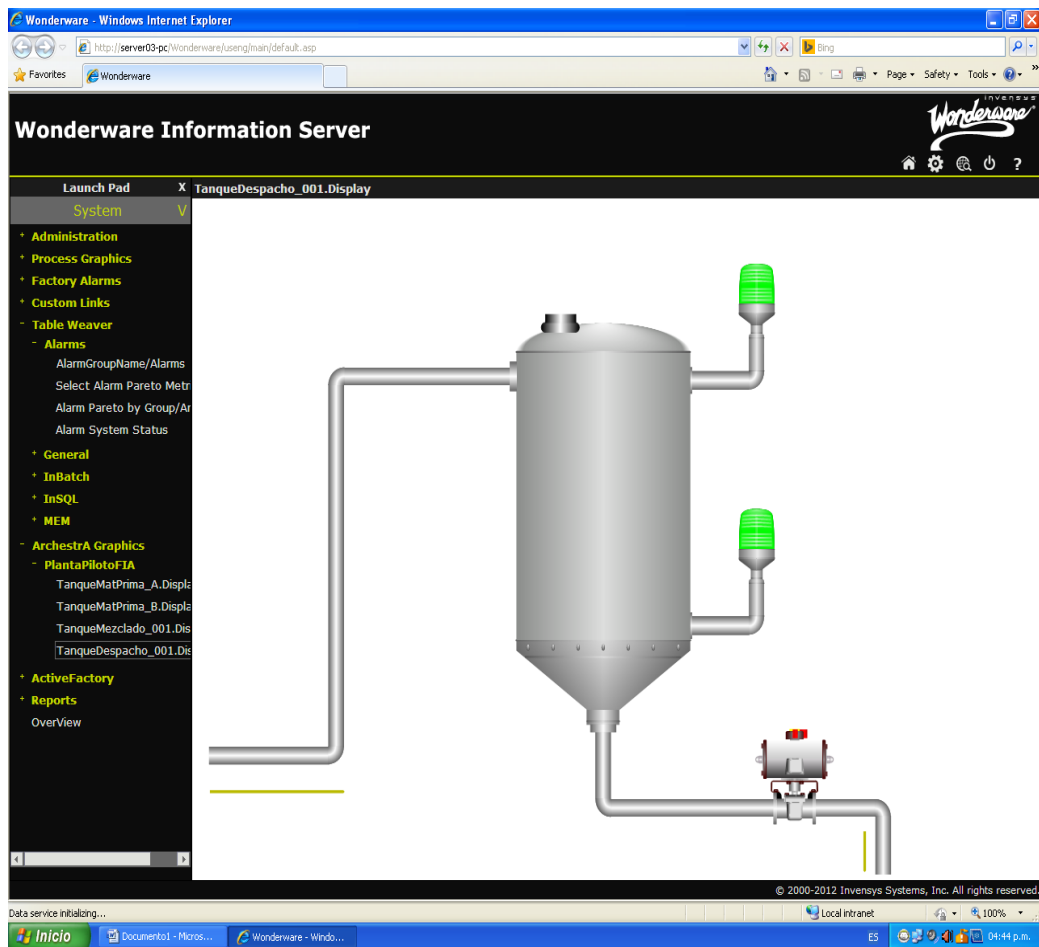 Wonderware - Windows Internet Explorer
http://server03-pc/Wonderware/useng/main/default.asp
Bing
Favorites
Wonderware
Page
Safety
Tools
»
Wonderware Information Server
invensys
Wonderware
?
Launch Pad X
TanqueDespacho_001.Display
System V
+ Administration
+ Process Graphics
+ Factory Alarms
+ Custom Links
- Table Weaver
- Alarms
AlarmGroupName/Alarms
Select Alarm Pareto Metri
Alarm Pareto by Group/Ar
Alarm System Status
+ General
+ InBatch
+ InSQL
+ MEM
- ArchestrA Graphics
- PlantaPilotoFIA
TanqueMatPrima_A.Displa
TanqueMatPrima_B.Displa
TanqueMezclado_001.Dis
TanqueDespacho_001.Dis
+ ActiveFactory
+ Reports
OverView
© 2000-2012 Invensys Systems, Inc. All rights reserved.
Data service initializing...
Local intranet
100%
Inicio
Documento1 - Micros...
Wonderware - Windo...
ES
04:44 p.m.